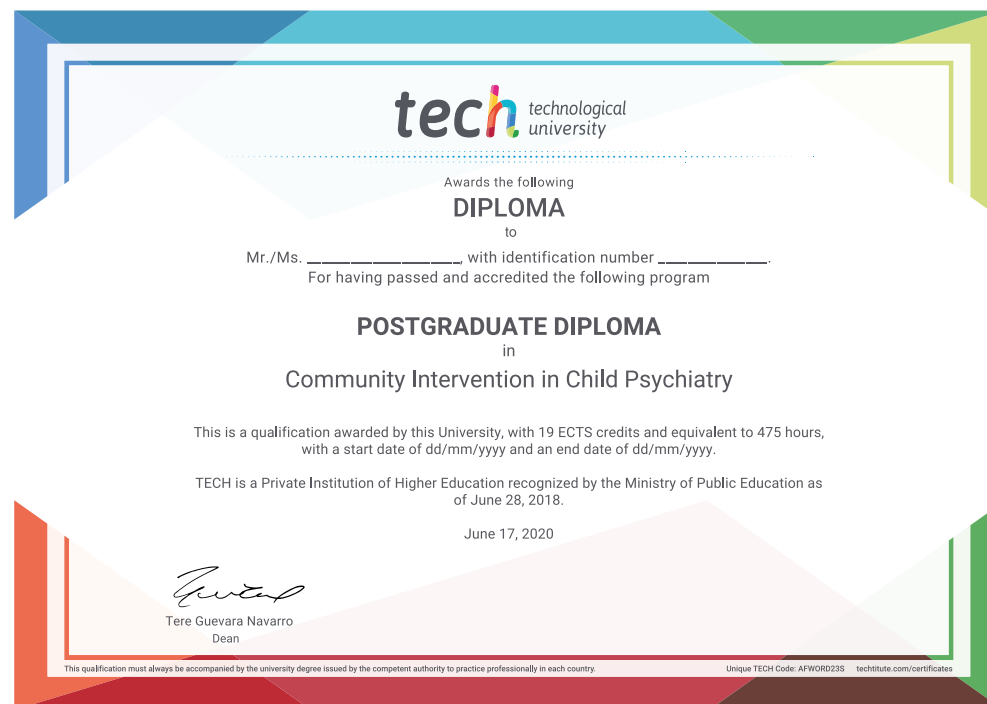 tech technological
university
Awards the following
DIPLOMA
to
Mr./Ms. ____________________, with identification number ______________.
For having passed and accredited the following program
POSTGRADUATE DIPLOMA
in
Community Intervention in Child Psychiatry
This is a qualification awarded by this University, with 19 ECTS credits and equivalent to 475 hours,
with a start date of dd/mm/yyyy and an end date of dd/mm/yyyy.
TECH is a Private Institution of Higher Education recognized by the Ministry of Public Education as
of June 28, 2018.
June 17, 2020
Tere Guevara Navarro
Dean
This qualification must always be accompanied by the university degree issued by the competent authority to practice professionally in each country.
Unique TECH Code: AFWORD23S techtitute.com/certificates